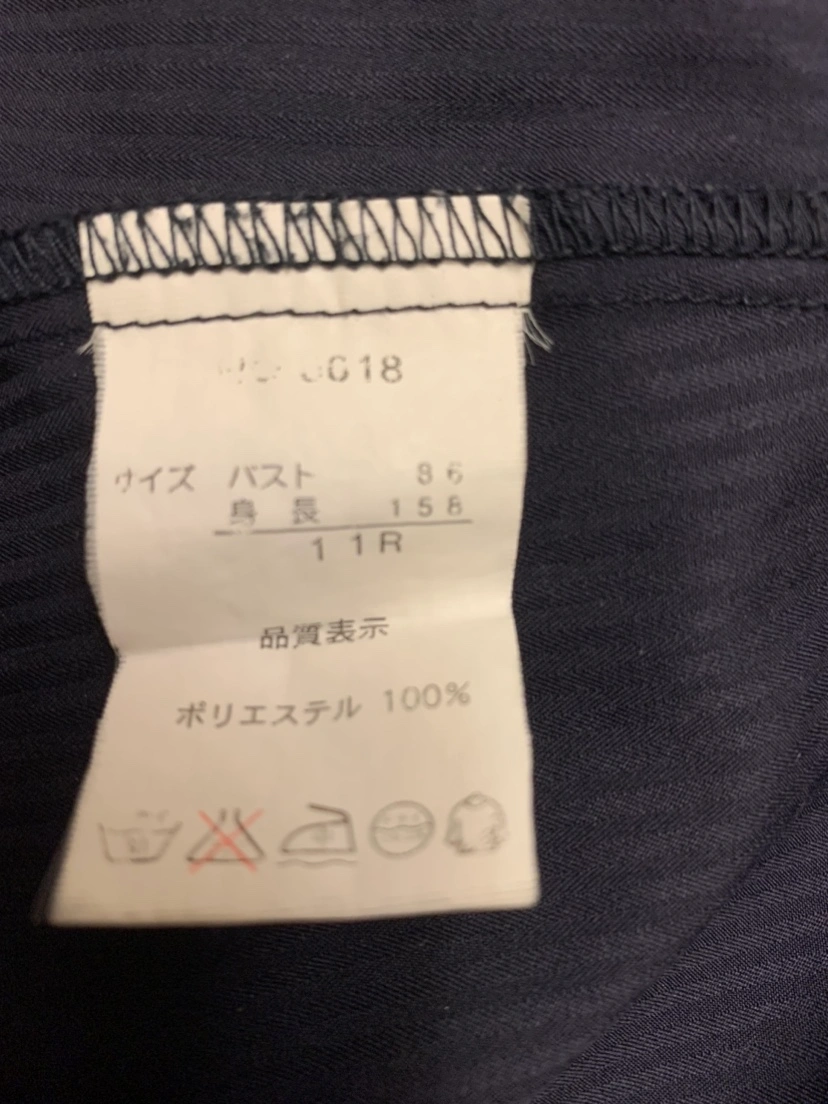 サイズ バスト 86
身長 158
11R
品質表示
ポリエステル 100%